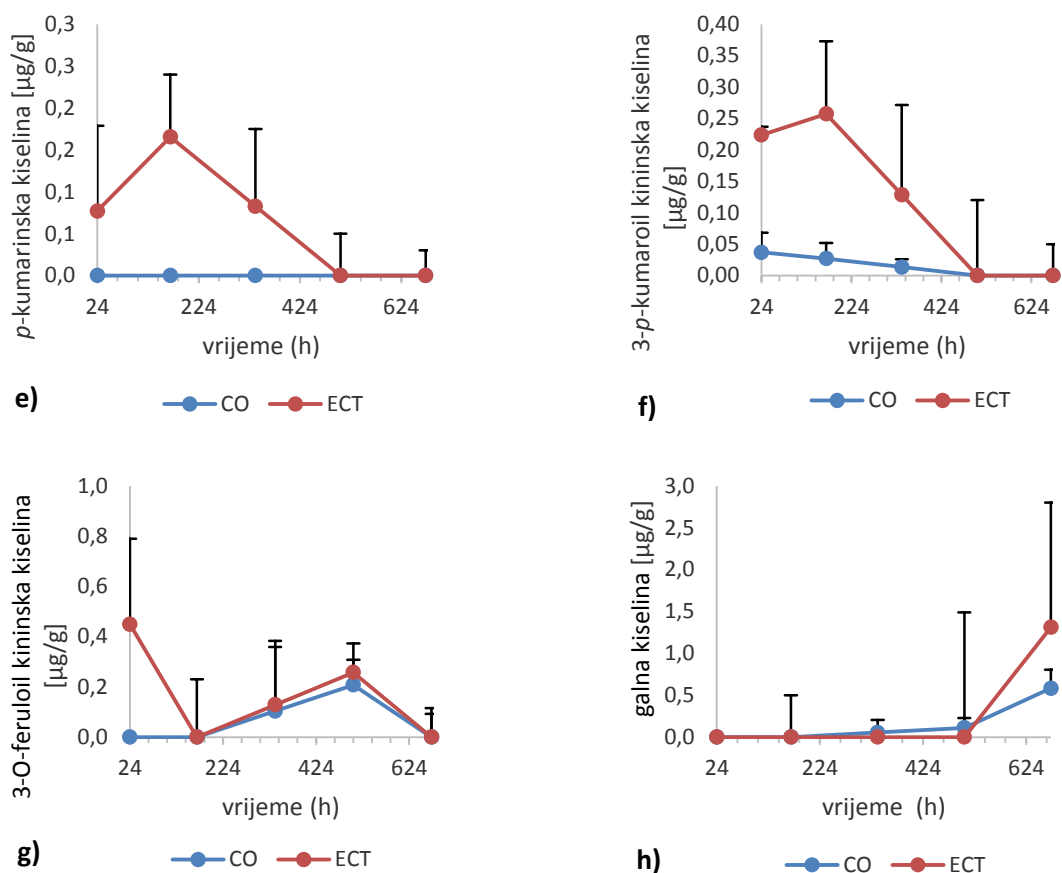 p-kumarinska kiselina [µg/g]
0,3
0,3
0,2
0,2
0,1
0,1
0,0
24 224 424 624
vrijeme (h)
e)
CO ECT
3-p-kumaroil kininska kiselina
[µg/g]
0,40
0,35
0,30
0,25
0,20
0,15
0,10
0,05
0,00
24 224 424 624
vrijeme (h)
f)
CO ECT
3-O-feruloil kininska kiselina
[µg/g]
1,0
0,8
0,6
0,4
0,2
0,0
24 224 424 624
vrijeme (h)
g)
CO ECT
galna kiselina [µg/g]
3,0
2,5
2,0
1,5
1,0
0,5
0,0
24 224 424 624
vrijeme (h)
h)
CO ECT